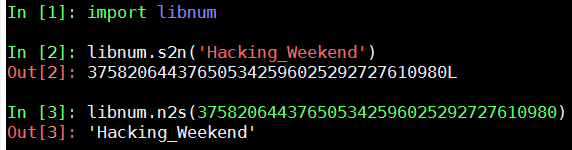 In [1]: import libnum
In [2]: libnum.s2n('Hacking_Weekend')
Out[2]: 375820644376505342596025292727610980L
In [3]: libnum.n2s(375820644376505342596025292727610980)
Out[3]: 'Hacking_Weekend'